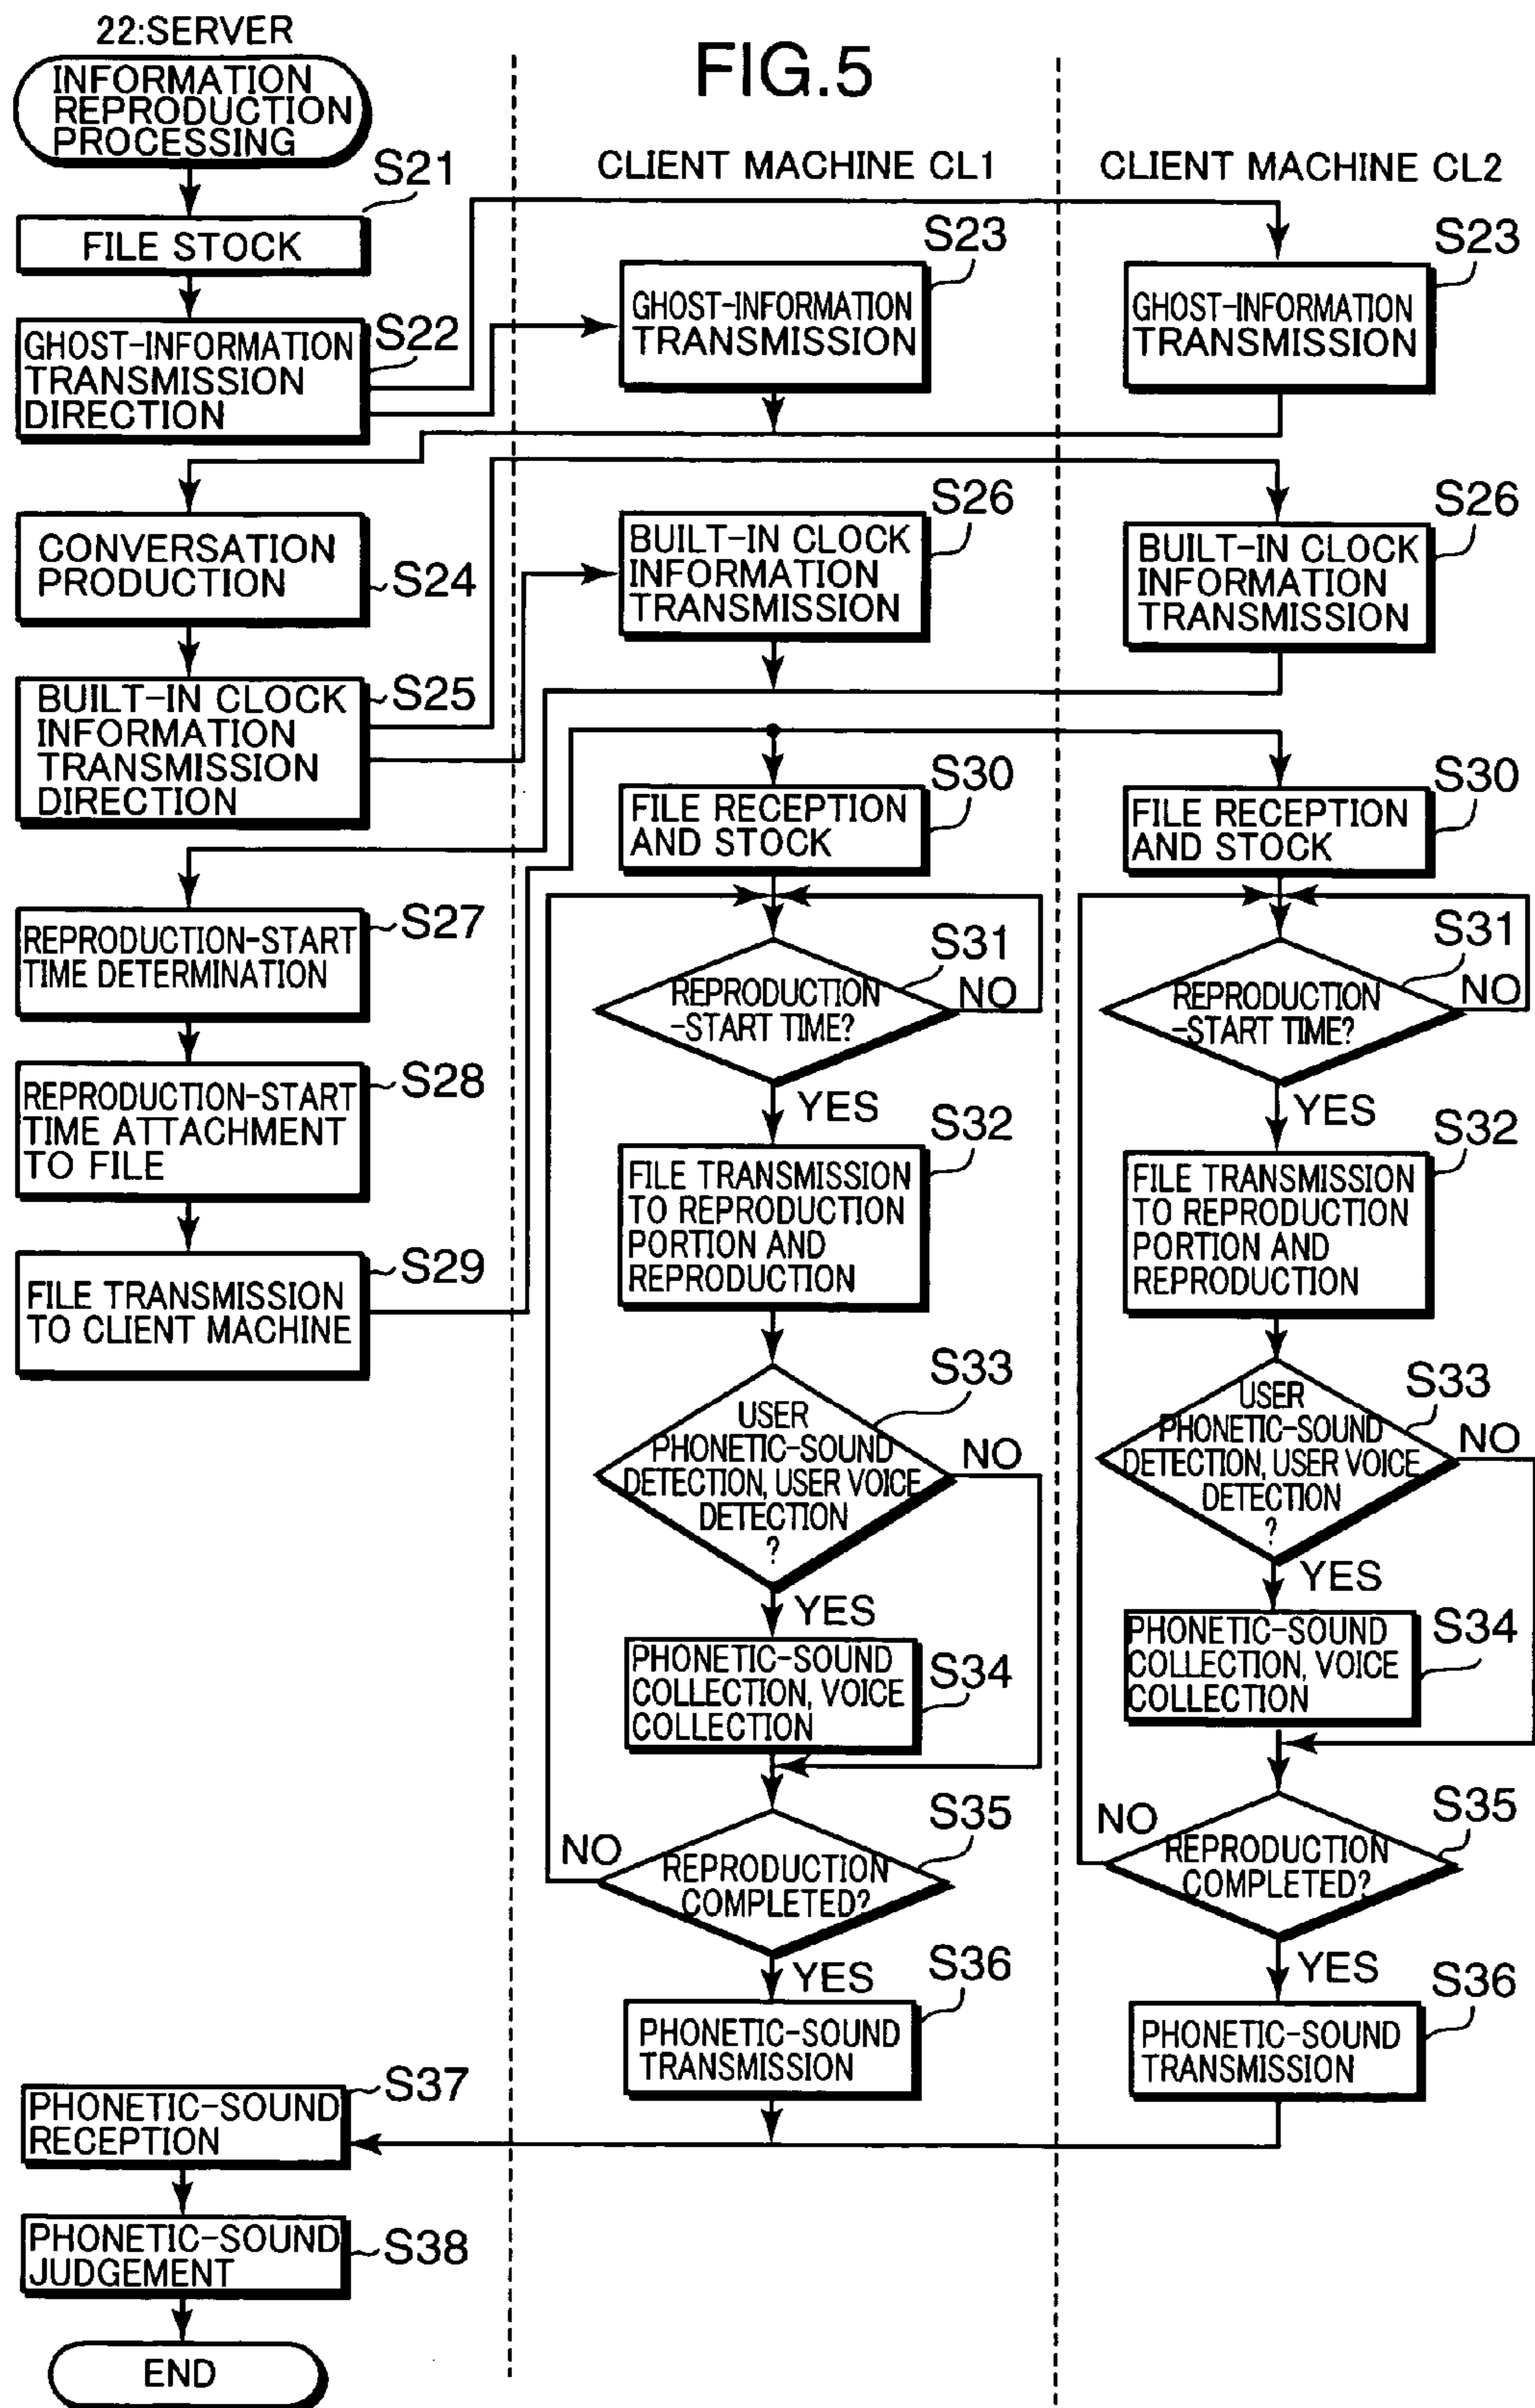 22:SERVER
INFORMATION
REPRODUCTION
PROCESSING
S21
FILE STOCK
GHOST-INFORMATION
TRANSMISSION
DIRECTION
S22
CONVERSATION
PRODUCTION
S24
BUILT-IN CLOCK
INFORMATION
TRANSMISSION
DIRECTION
S25
REPRODUCTION-START
TIME DETERMINATION
S27
REPRODUCTION-START
TIME ATTACHMENT
TO FILE
S28
FILE TRANSMISSION
TO CLIENT MACHINE
S29
PHONETIC-SOUND
RECEPTION
S37
PHONETIC-SOUND
JUDGEMENT
S38
END
FIG.5
CLIENT MACHINE CL1
S23
GHOST-INFORMATION
TRANSMISSION
S26
BUILT-IN CLOCK
INFORMATION
TRANSMISSION
S30
FILE RECEPTION
AND STOCK
S31
REPRODUCTION
-START TIME?
NO
YES
S32
FILE TRANSMISSION
TO REPRODUCTION
PORTION AND
REPRODUCTION
S33
USER
PHONETIC-SOUND
DETECTION, USER VOICE
DETECTION
?
NO
YES
PHONETIC-SOUND
COLLECTION, VOICE
COLLECTION
S34
S35
NO
REPRODUCTION
COMPLETED?
YES
S36
PHONETIC-SOUND
TRANSMISSION
CLIENT MACHINE CL2
S23
GHOST-INFORMATION
TRANSMISSION
S26
BUILT-IN CLOCK
INFORMATION
TRANSMISSION
S30
FILE RECEPTION
AND STOCK
S31
REPRODUCTION
-START TIME?
NO
YES
S32
FILE TRANSMISSION
TO REPRODUCTION
PORTION AND
REPRODUCTION
S33
USER
PHONETIC-SOUND
DETECTION, USER VOICE
DETECTION
?
NO
YES
PHONETIC-SOUND
COLLECTION, VOICE
COLLECTION
S34
S35
NO
REPRODUCTION
COMPLETED?
YES
S36
PHONETIC-SOUND
TRANSMISSION